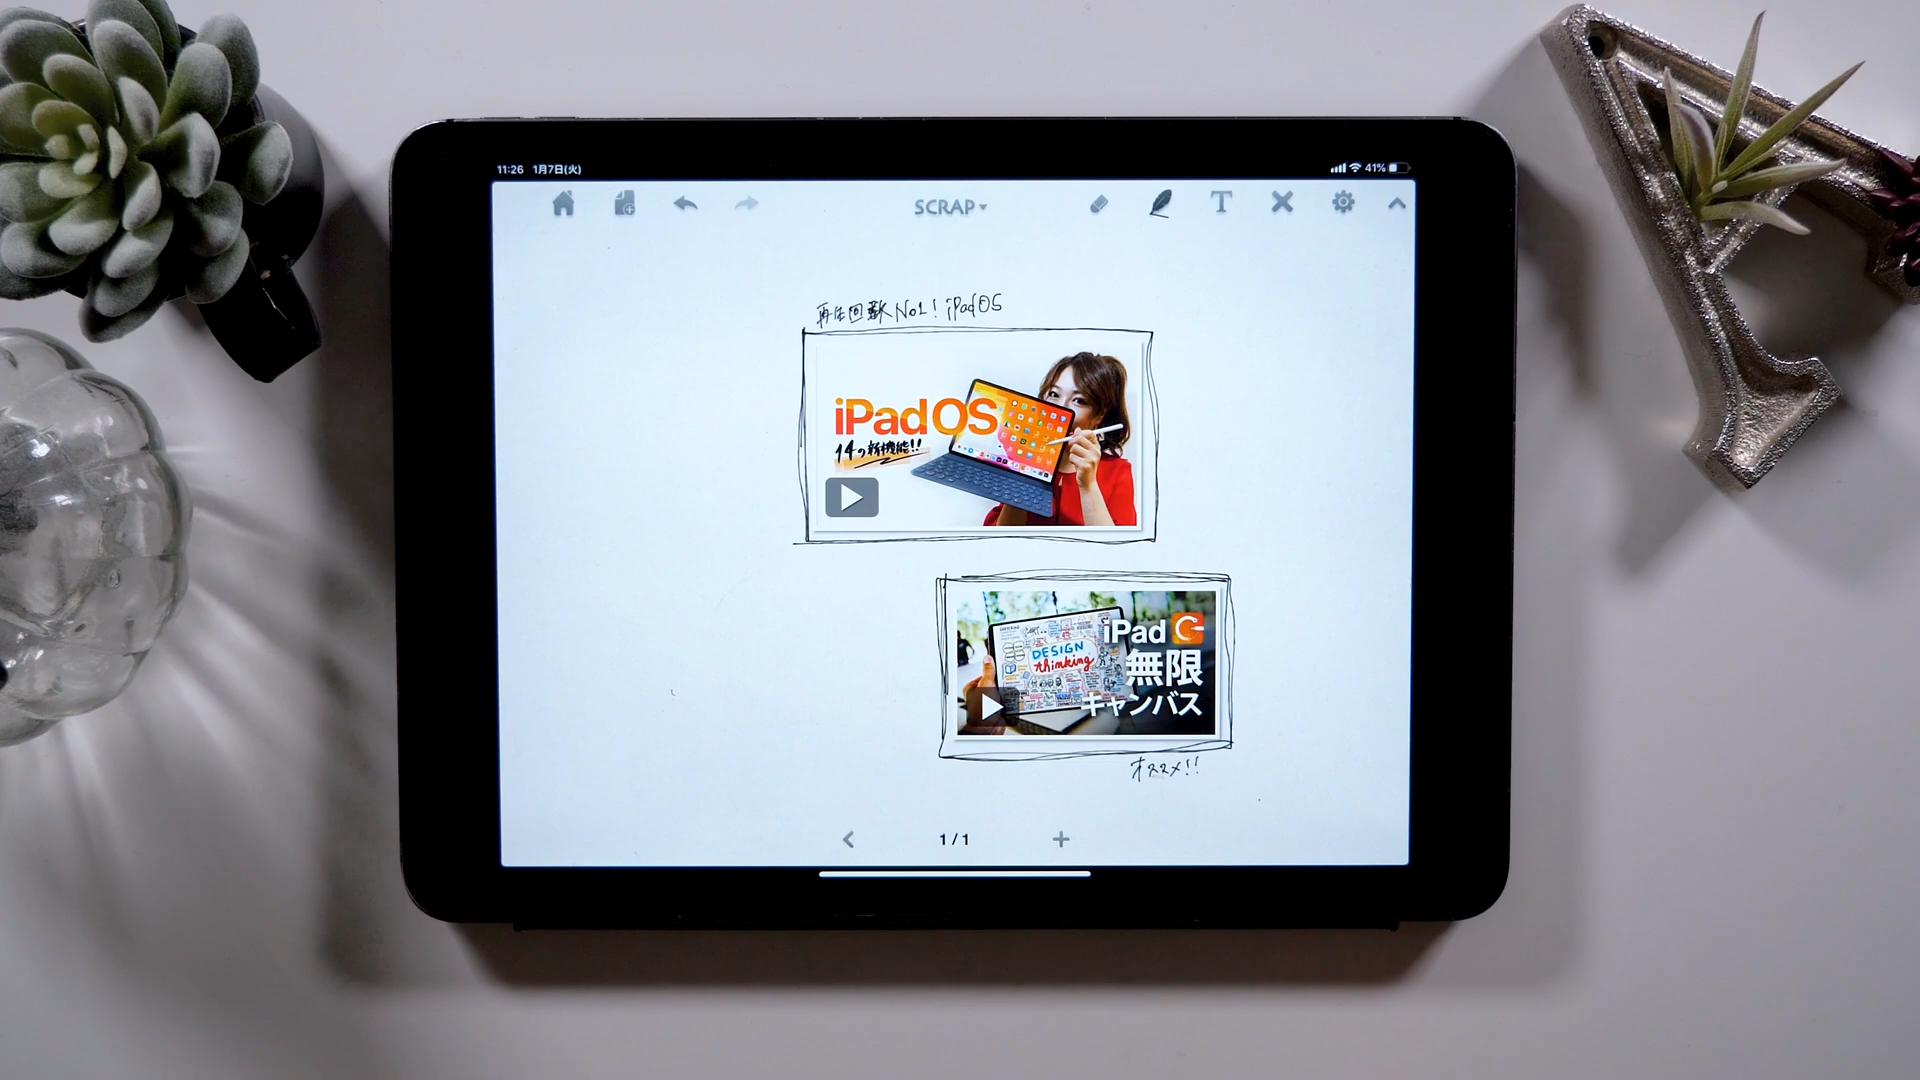 11:26 1月7日(火) 41%
SCRAP
再生回数No1! iPadOS
iPadOS
14の新機能!!
DESIGN
thinking
iPad
無限
キャンバス
オススメ!!
1/1